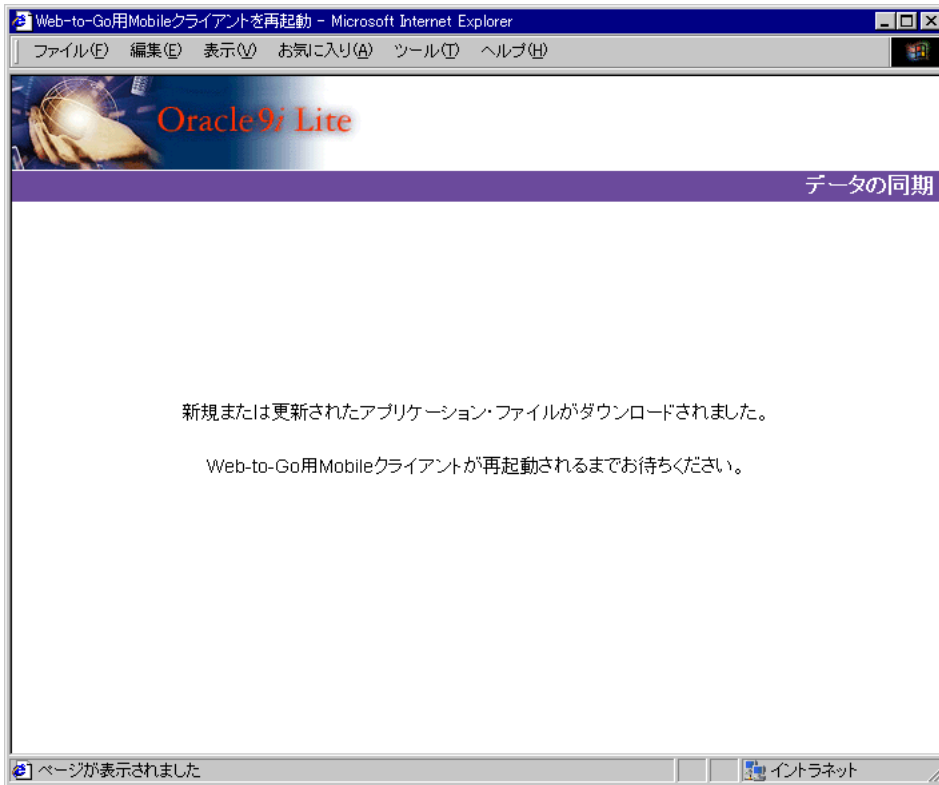 Web-to-Go用Mobileクライアントを再起動 - Microsoft Internet Explorer
ファイル(F) 編集(E) 表示(V) お気に入り(A) ツール(T) ヘルプ(H)
Oracle9i Lite
データの同期
新規または更新されたアプリケーション・ファイルがダウンロードされました。
Web-to-Go用Mobileクライアントが再起動されるまでお待ちください。
ページが表示されました
イントラネット